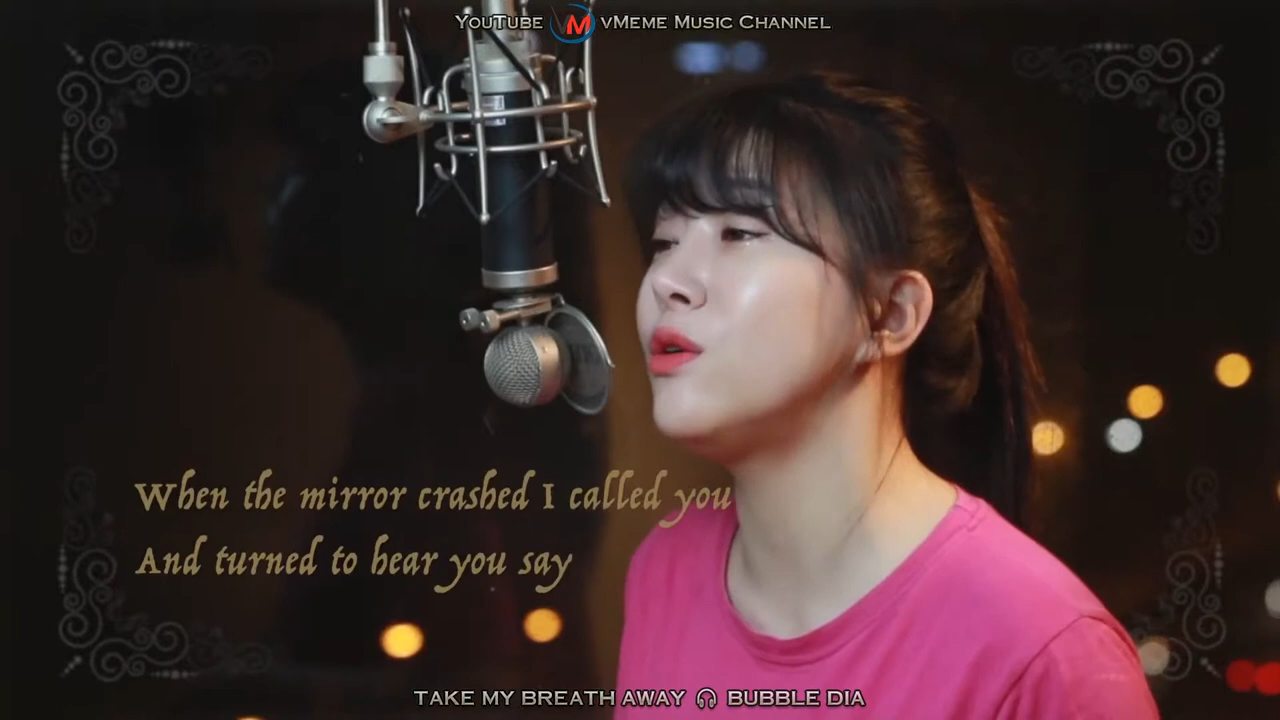 YouTube VM vMeme Music Channel
When the mirror crashed I called you
And turned to hear you say
TAKE MY BREATH AWAY 🎧 BUBBLE DIA